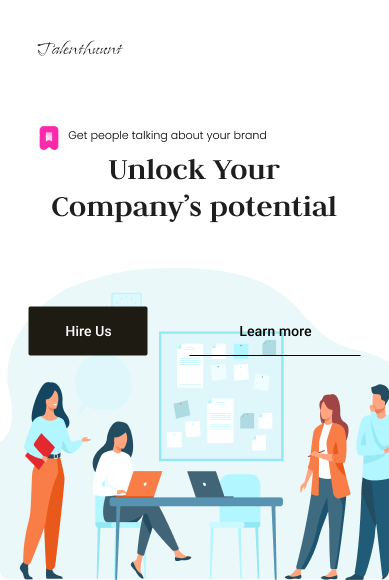 Talenthuunt
Get people talking about your brand
Unlock Your
Company's potential
Hire Us
Learn more